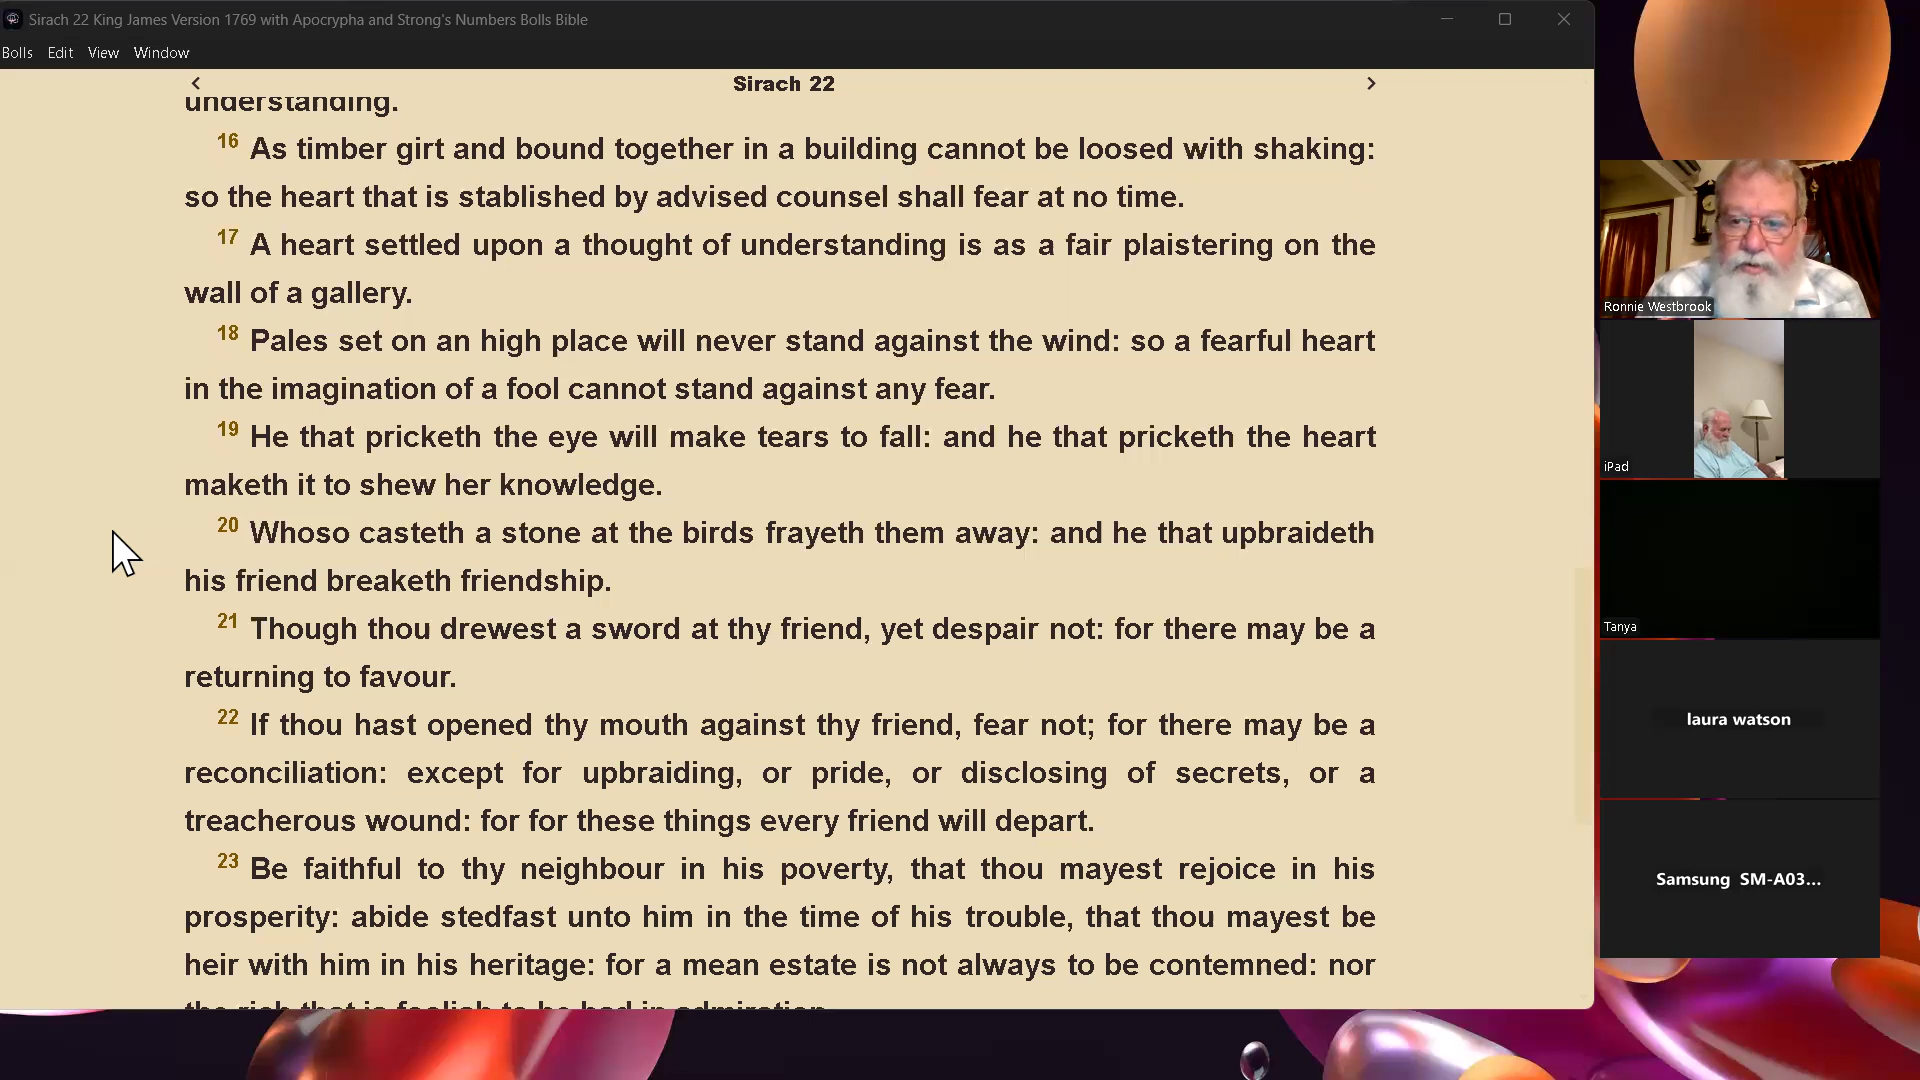 Sirach 22 King James Version 1769 with Apocrypha and Strong's Numbers Bolls Bible
Bolls Edit View Window
Sirach 22
understanding.
16 As timber girt and bound together in a building cannot be loosed with shaking:
so the heart that is stablished by advised counsel shall fear at no time.
17 A heart settled upon a thought of understanding is as a fair plaistering on the
wall of a gallery.
18 Pales set on an high place will never stand against the wind: so a fearful heart
in the imagination of a fool cannot stand against any fear.
19 He that pricketh the eye will make tears to fall: and he that pricketh the heart
maketh it to shew her knowledge.
20 Whoso casteth a stone at the birds frayeth them away: and he that upbraideth
his friend breaketh friendship.
21 Though thou drewest a sword at thy friend, yet despair not: for there may be a
returning to favour.
22 If thou hast opened thy mouth against thy friend, fear not; for there may be a
reconciliation: except for upbraiding, or pride, or disclosing of secrets, or a
treacherous wound: for for these things every friend will depart.
23 Be faithful to thy neighbour in his poverty, that thou mayest rejoice in his
prosperity: abide stedfast unto him in the time of his trouble, that thou mayest be
heir with him in his heritage: for a mean estate is not always to be contemned: nor
the rich that is foolish to be had in admiration.
Ronnie Westbrook
iPad
Tanya
laura watson
Samsung SM-A03...